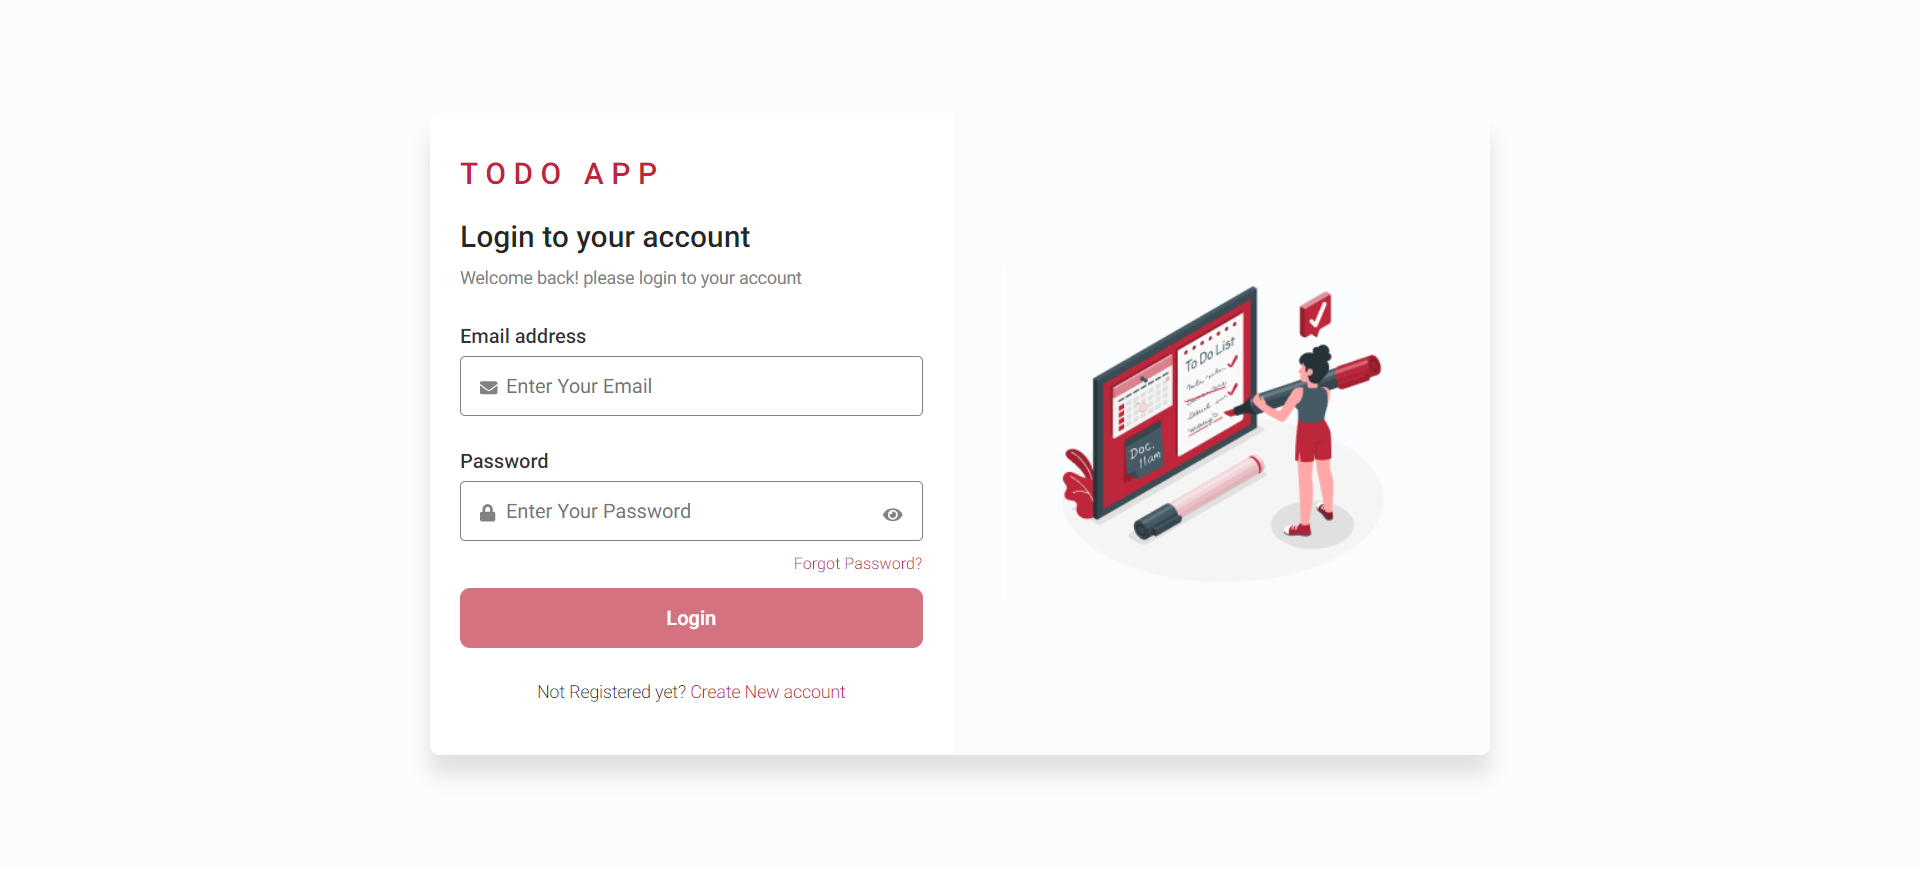 TODO APP
Login to your account
Welcome back! please login to your account
Email address
Enter Your Email
Password
Enter Your Password
Forgot Password?
Login
Not Registered yet? Create New account
To Do List
Doc.
11am